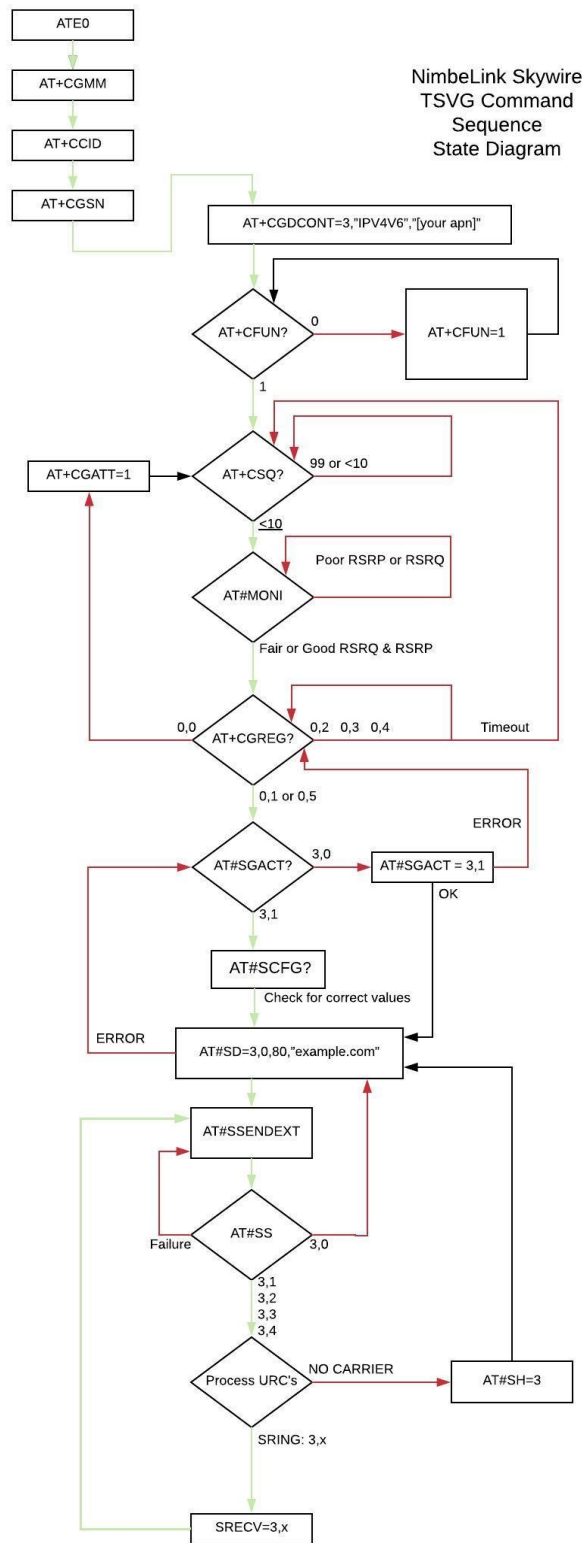 ATE0
NimbeLink Skywire
TSVG Command
Sequence
State Diagram
AT+CGMM
AT+CCID
AT+CGSN
AT+CGDCONT=3,"IPV4V6","[your apn]"
AT+CFUN?
0
AT+CFUN=1
1
AT+CSQ?
99 or <10
AT+CGATT=1
<10
Poor RSRP or RSRQ
AT#MONI
Fair or Good RSRQ & RSRP
0,0
AT+CGREG?
0,2 0,3 0,4
Timeout
0,1 or 0,5
ERROR
AT#SGACT?
3,0
AT#SGACT = 3,1
OK
3,1
AT#SCFG?
Check for correct values
ERROR
AT#SD=3,0,80,"example.com"
AT#SSENDEXT
AT#SS
Failure
3,0
3,1
3,2
3,3
3,4
Process URC's
NO CARRIER
AT#SH=3
SRING: 3,x
SRECV=3,x